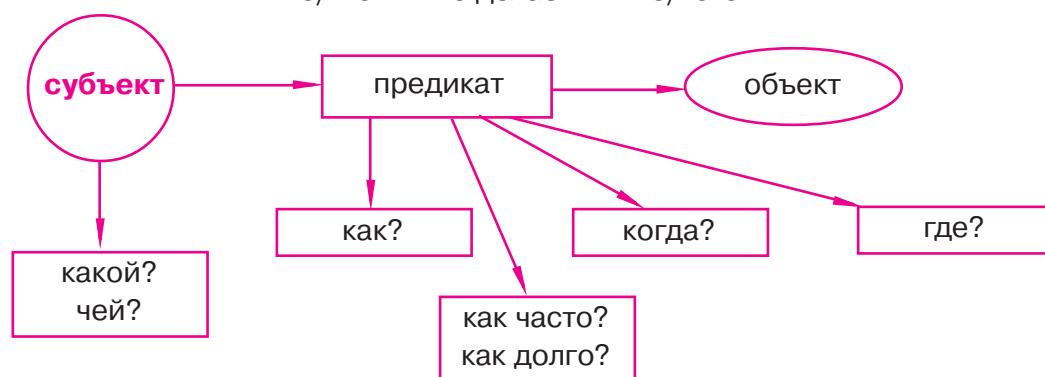 субъект
предикат
объект
как?
когда?
где?
какой?
чей?
как часто?
как долго?